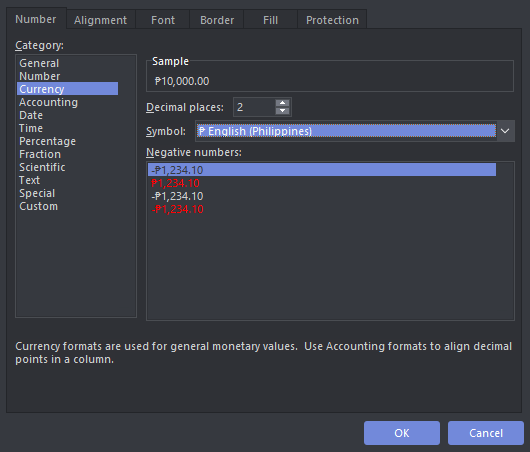 Number Alignment Font Border Fill Protection
Category:
General
Number
Currency
Accounting
Date
Time
Percentage
Fraction
Scientific
Text
Special
Custom
Sample
₱10,000.00
Decimal places: 2
Symbol: ₱ English (Philippines)
Negative numbers:
-₱1,234.10
₱1,234.10
-₱1,234.10
-₱1,234.10
Currency formats are used for general monetary values.  Use Accounting formats to align decimal
points in a column.
OK Cancel